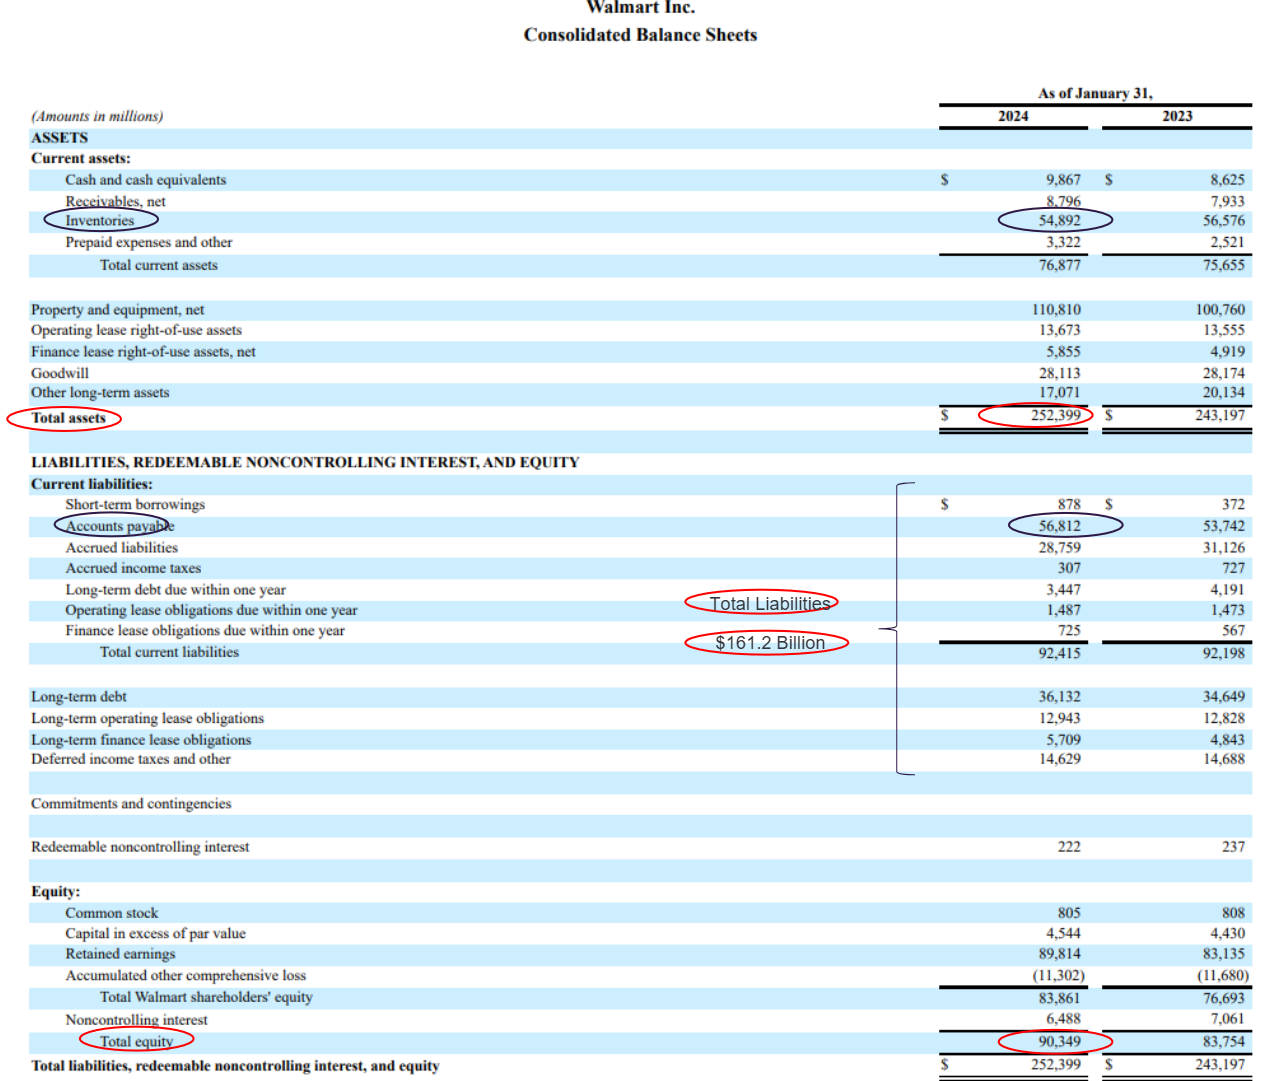 Walmart Inc.
Consolidated Balance Sheets
As of January 31,
(Amounts in millions) 2024 2023
ASSETS
Current assets:
Cash and cash equivalents $ 9,867 $ 8,625
Receivables, net 8,796 7,933
Inventories 54,892 56,576
Prepaid expenses and other 3,322 2,521
Total current assets 76,877 75,655
Property and equipment, net 110,810 100,760
Operating lease right-of-use assets 13,673 13,555
Finance lease right-of-use assets, net 5,855 4,919
Goodwill 28,113 28,174
Other long-term assets 17,071 20,134
Total assets $ 252,399 $ 243,197
LIABILITIES, REDEEMABLE NONCONTROLLING INTEREST, AND EQUITY
Current liabilities:
Short-term borrowings $ 878 $ 372
Accounts payable 56,812 53,742
Accrued liabilities 28,759 31,126
Accrued income taxes 307 727
Long-term debt due within one year 3,447 4,191
Total Liabilities
Operating lease obligations due within one year 1,487 1,473
Finance lease obligations due within one year 725 567
$161.2 Billion
Total current liabilities 92,415 92,198
Long-term debt 36,132 34,649
Long-term operating lease obligations 12,943 12,828
Long-term finance lease obligations 5,709 4,843
Deferred income taxes and other 14,629 14,688
Commitments and contingencies
Redeemable noncontrolling interest 222 237
Equity:
Common stock 805 808
Capital in excess of par value 4,544 4,430
Retained earnings 89,814 83,135
Accumulated other comprehensive loss (11,302) (11,680)
Total Walmart shareholders' equity 83,861 76,693
Noncontrolling interest 6,488 7,061
Total equity 90,349 83,754
Total liabilities, redeemable noncontrolling interest, and equity $ 252,399 $ 243,197